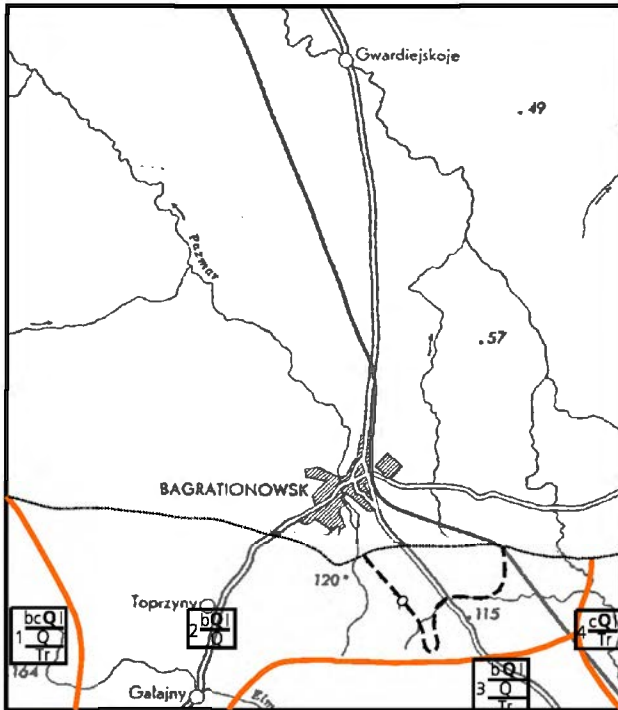 Gwardiejskoje
.49
Pazmar
.57
BAGRATIONOWSK
120
Toprzyny
.115
1 bcQI
Q
Tr
2 bQI
Q
4 cQI
Tr
164
Gałajny
Elm
3 bQI
Q
Tr